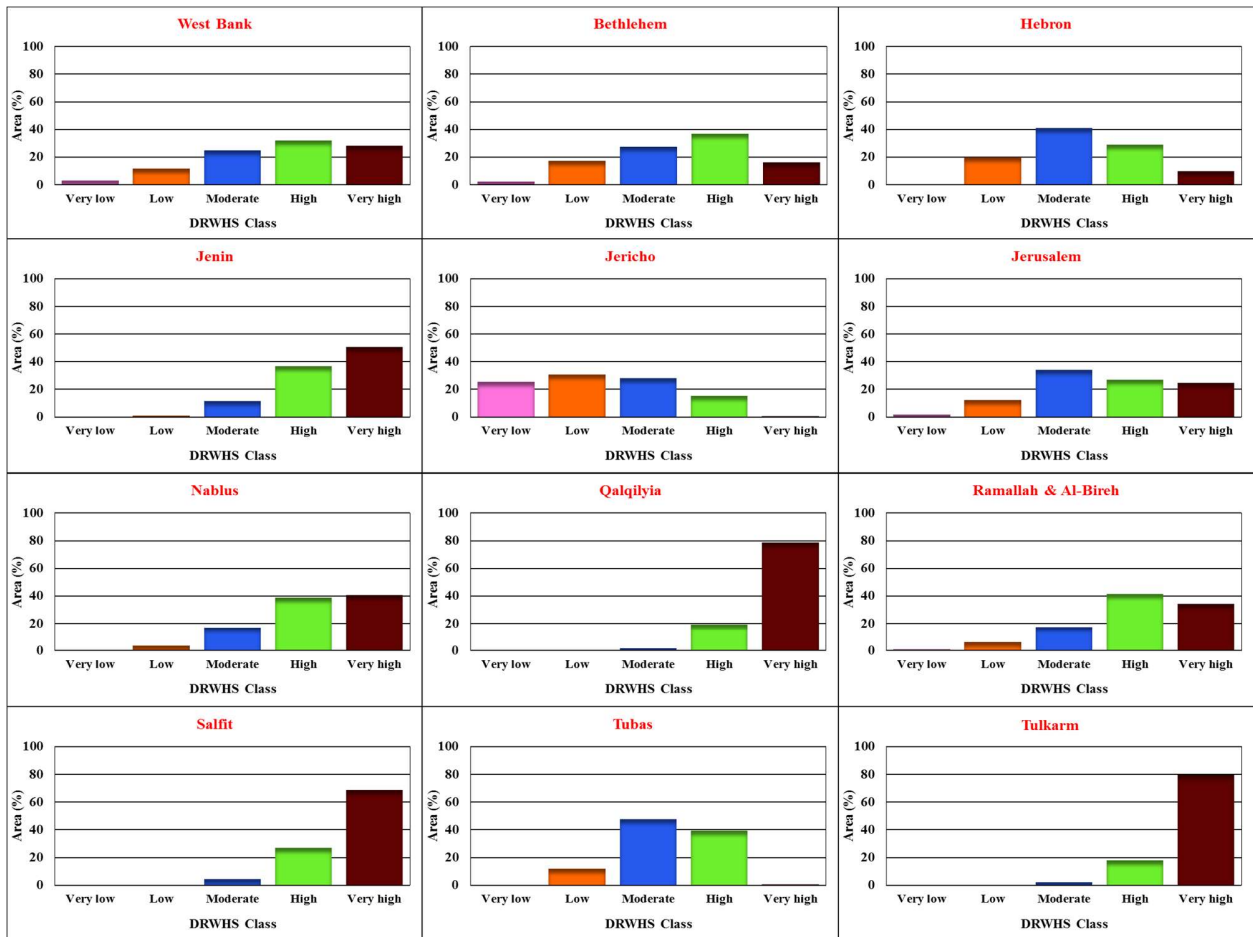 West Bank
100
80
60
40
20
0
Area (%)
Very low Low Moderate High Very high
DRWHS Class
Bethlehem
100
80
60
40
20
0
Area (%)
Very low Low Moderate High Very high
DRWHS Class
Hebron
100
80
60
40
20
0
Area (%)
Very low Low Moderate High Very high
DRWHS Class
Jenin
100
80
60
40
20
0
Area (%)
Very low Low Moderate High Very high
DRWHS Class
Jericho
100
80
60
40
20
0
Area (%)
Very low Low Moderate High Very high
DRWHS Class
Jerusalem
100
80
60
40
20
0
Area (%)
Very low Low Moderate High Very high
DRWHS Class
Nablus
100
80
60
40
20
0
Area (%)
Very low Low Moderate High Very high
DRWHS Class
Qalqilyia
100
80
60
40
20
0
Area (%)
Very low Low Moderate High Very high
DRWHS Class
Ramallah & Al-Bireh
100
80
60
40
20
0
Area (%)
Very low Low Moderate High Very high
DRWHS Class
Salfit
100
80
60
40
20
0
Area (%)
Very low Low Moderate High Very high
DRWHS Class
Tubas
100
80
60
40
20
0
Area (%)
Very low Low Moderate High Very high
DRWHS Class
Tulkarm
100
80
60
40
20
0
Area (%)
Very low Low Moderate High Very high
DRWHS Class